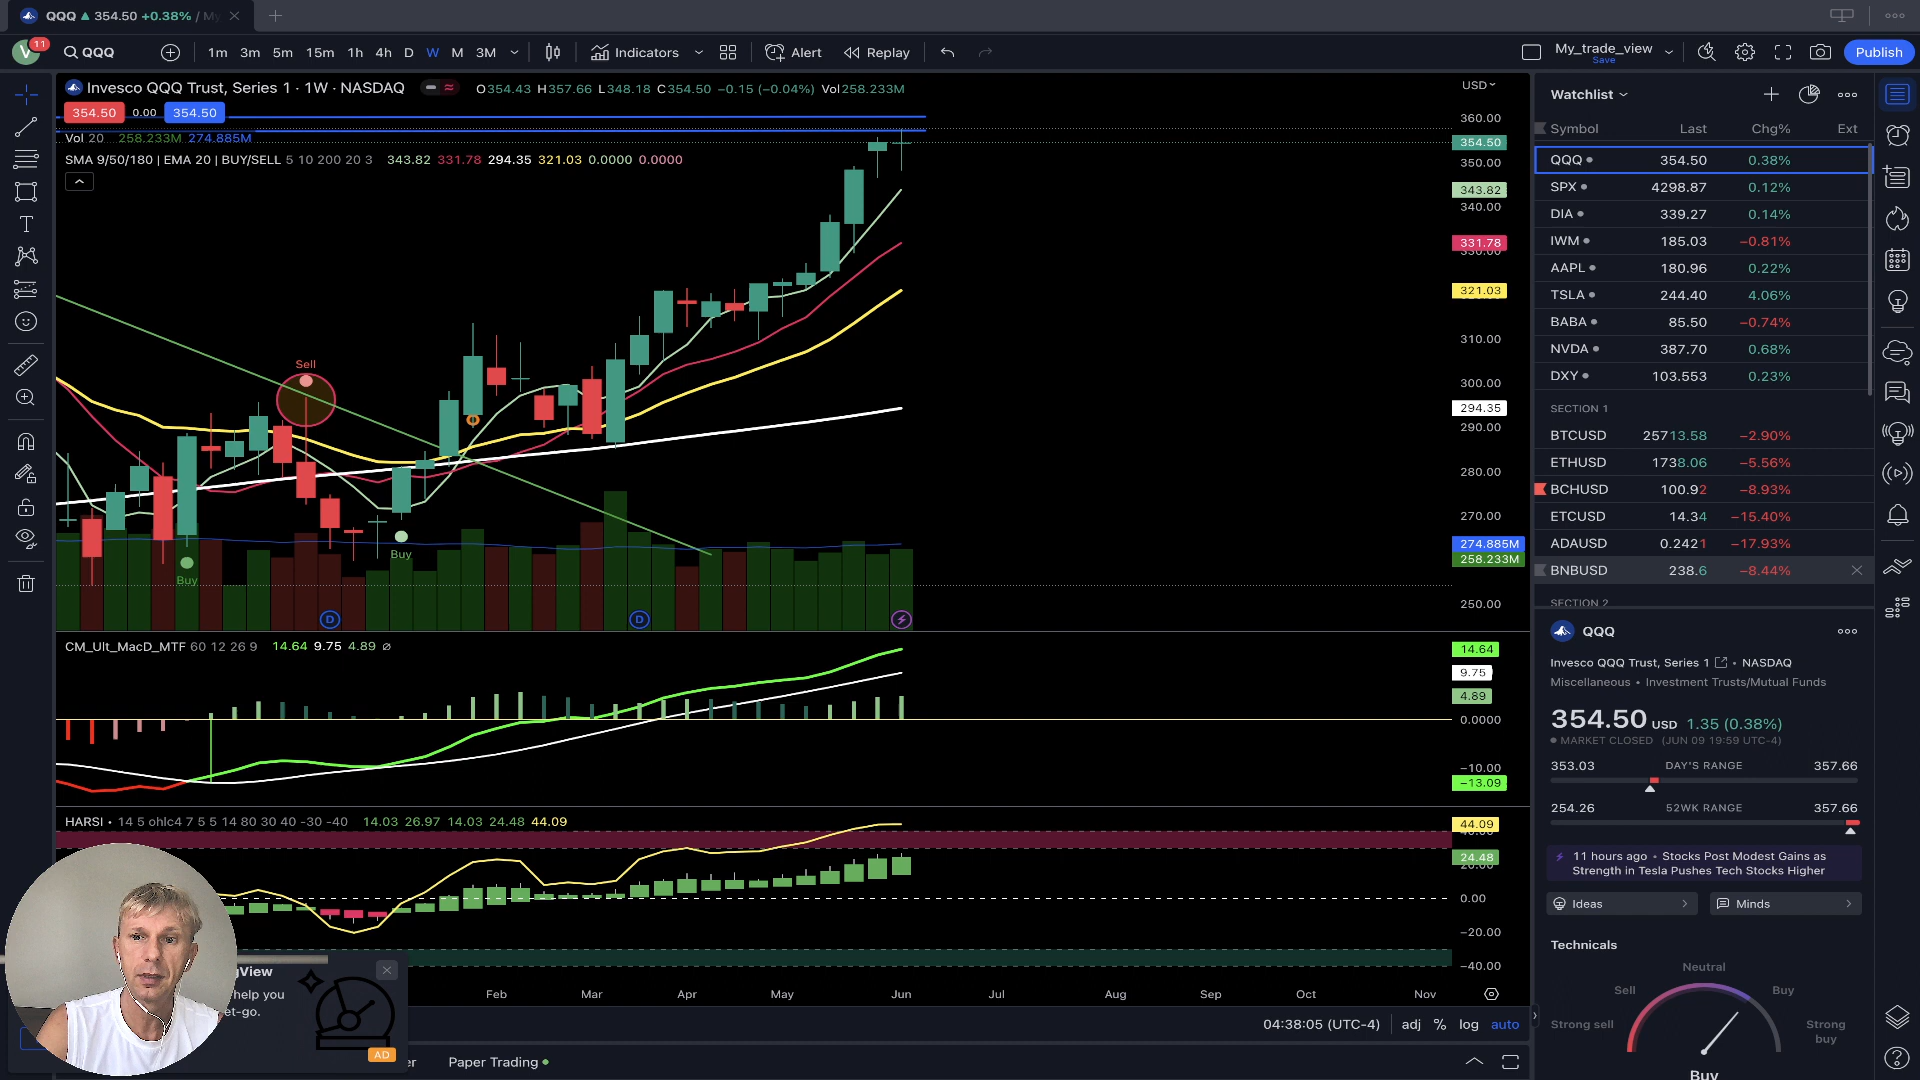 QQQ ▲ 354.50 +0.38% / My
V 11 QQQ 1m 3m 5m 15m 1h 4h D W M 3M Indicators Alert Replay My_trade_view Save Publish
Invesco QQQ Trust, Series 1 · 1W · NASDAQ O354.43 H357.66 L348.18 C354.50 −0.15 (−0.04%) Vol258.233M
354.50 0.00 354.50
Vol 20 258.233M 274.885M
SMA 9/50/180 | EMA 20 | BUY/SELL 5 10 200 20 3 343.82 331.78 294.35 321.03 0.0000 0.0000
Sell
Buy
Buy
D D
USD
360.00
354.50
350.00
343.82
340.00
331.78
330.00
321.03
310.00
300.00
294.35
290.00
280.00
270.00
274.885M
258.233M
250.00
CM_Ult_MacD_MTF 60 12 26 9 14.64 9.75 4.89 ∅
14.64
9.75
4.89
0.0000
−10.00
−13.09
HARSI • 14 5 ohlc4 7 5 5 14 80 30 40 -30 -40 14.03 26.97 14.03 24.48 44.09
44.09
40.00
24.48
20.00
0.00
−20.00
−40.00
Feb Mar Apr May Jun Jul Aug Sep Oct Nov
04:38:05 (UTC-4) adj % log auto
gView
help you
et-go.
AD
er Paper Trading
Watchlist
Symbol Last Chg% Ext
QQQ 354.50 0.38%
SPX 4298.87 0.12%
DIA 339.27 0.14%
IWM 185.03 −0.81%
AAPL 180.96 0.22%
TSLA 244.40 4.06%
BABA 85.50 −0.74%
NVDA 387.70 0.68%
DXY 103.553 0.23%
SECTION 1
BTCUSD 25713.58 −2.90%
ETHUSD 1738.06 −5.56%
BCHUSD 100.92 −8.93%
ETCUSD 14.34 −15.40%
ADAUSD 0.2421 −17.93%
BNBUSD 238.6 −8.44%
SECTION 2
QQQ
Invesco QQQ Trust, Series 1 • NASDAQ
Miscellaneous • Investment Trusts/Mutual Funds
354.50 USD 1.35 (0.38%)
MARKET CLOSED (JUN 09 19:59 UTC-4)
353.03 DAY'S RANGE 357.66
254.26 52WK RANGE 357.66
11 hours ago • Stocks Post Modest Gains as
Strength in Tesla Pushes Tech Stocks Higher
Ideas Minds
Technicals
Neutral
Sell Buy
Strong sell Strong buy
Buy